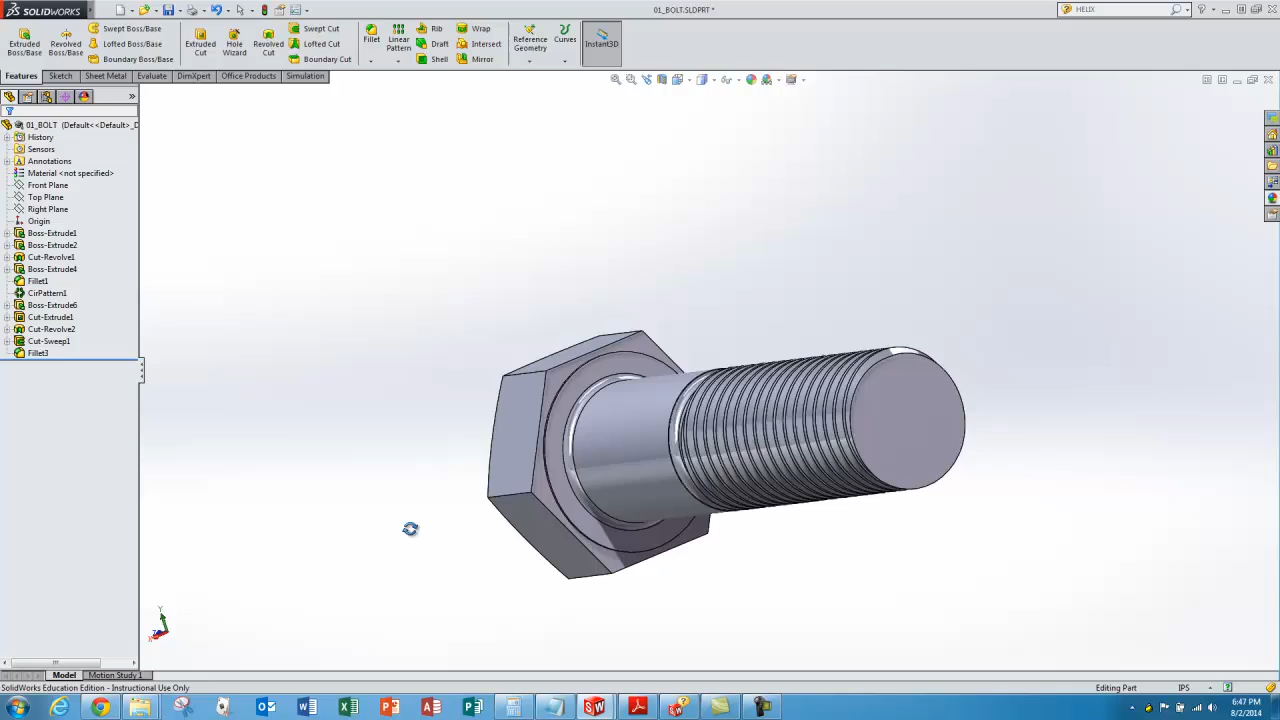 SOLIDWORKS
01_BOLT.SLDPRT *
HELIX
Extruded Boss/Base
Revolved Boss/Base
Swept Boss/Base
Lofted Boss/Base
Boundary Boss/Base
Extruded Cut
Hole Wizard
Revolved Cut
Swept Cut
Lofted Cut
Boundary Cut
Fillet
Linear Pattern
Rib
Draft
Shell
Wrap
Intersect
Mirror
Reference Geometry
Curves
Instant3D
Features
Sketch
Sheet Metal
Evaluate
DimXpert
Office Products
Simulation
01_BOLT (Default<<Default>_D
History
Sensors
Annotations
Material <not specified>
Front Plane
Top Plane
Right Plane
Origin
Boss-Extrude1
Boss-Extrude2
Cut-Revolve1
Boss-Extrude4
Fillet1
CirPattern1
Boss-Extrude6
Cut-Extrude1
Cut-Revolve2
Cut-Sweep1
Fillet3
Y
X
Model
Motion Study 1
SolidWorks Education Edition - Instructional Use Only
Editing Part
IPS
6:47 PM
8/2/2014